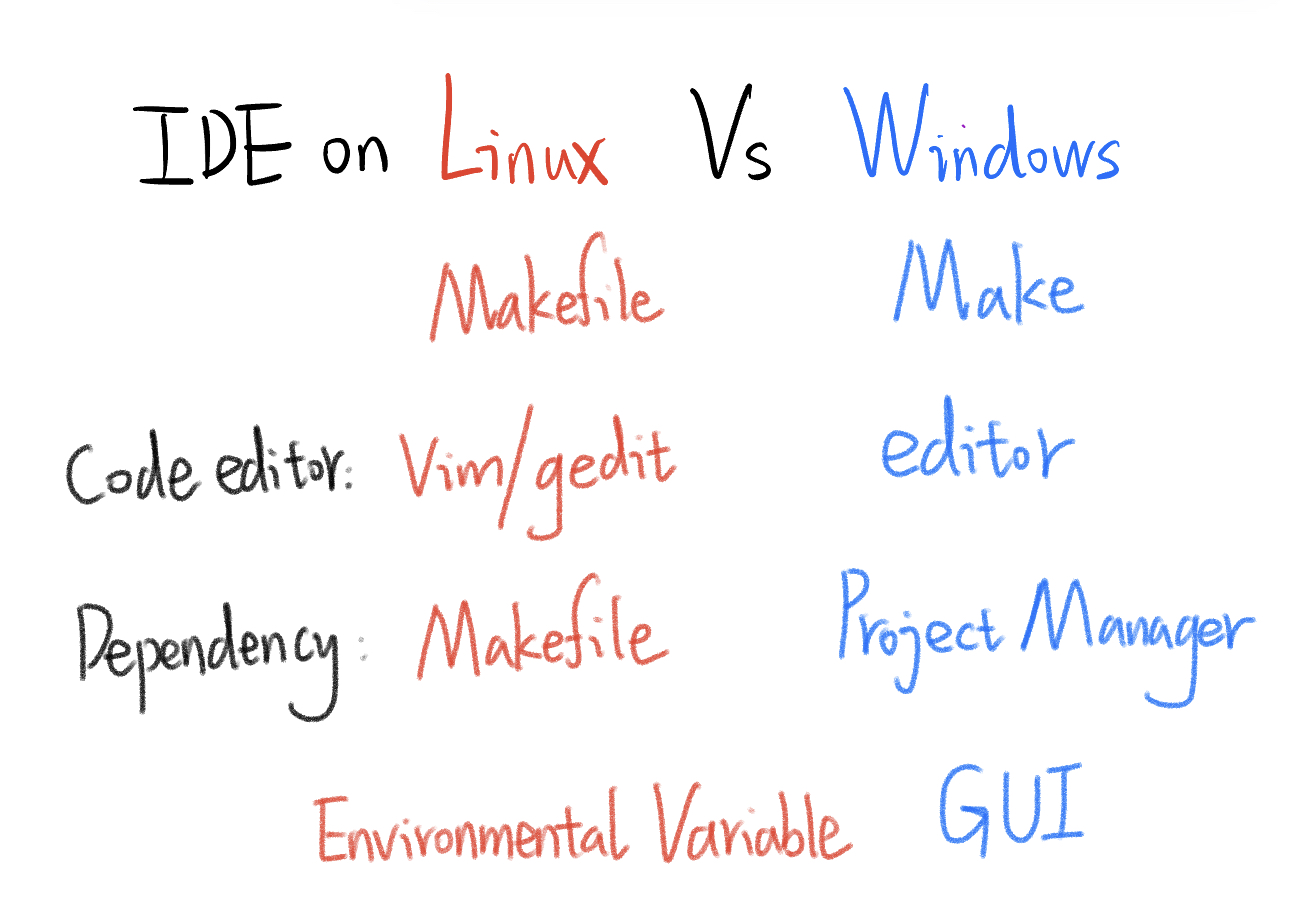 IDE on Linux Vs Windows
Makefile Make
Code editor: Vim/gedit editor
Dependency: Makefile Project Manager
Environmental Variable GUI